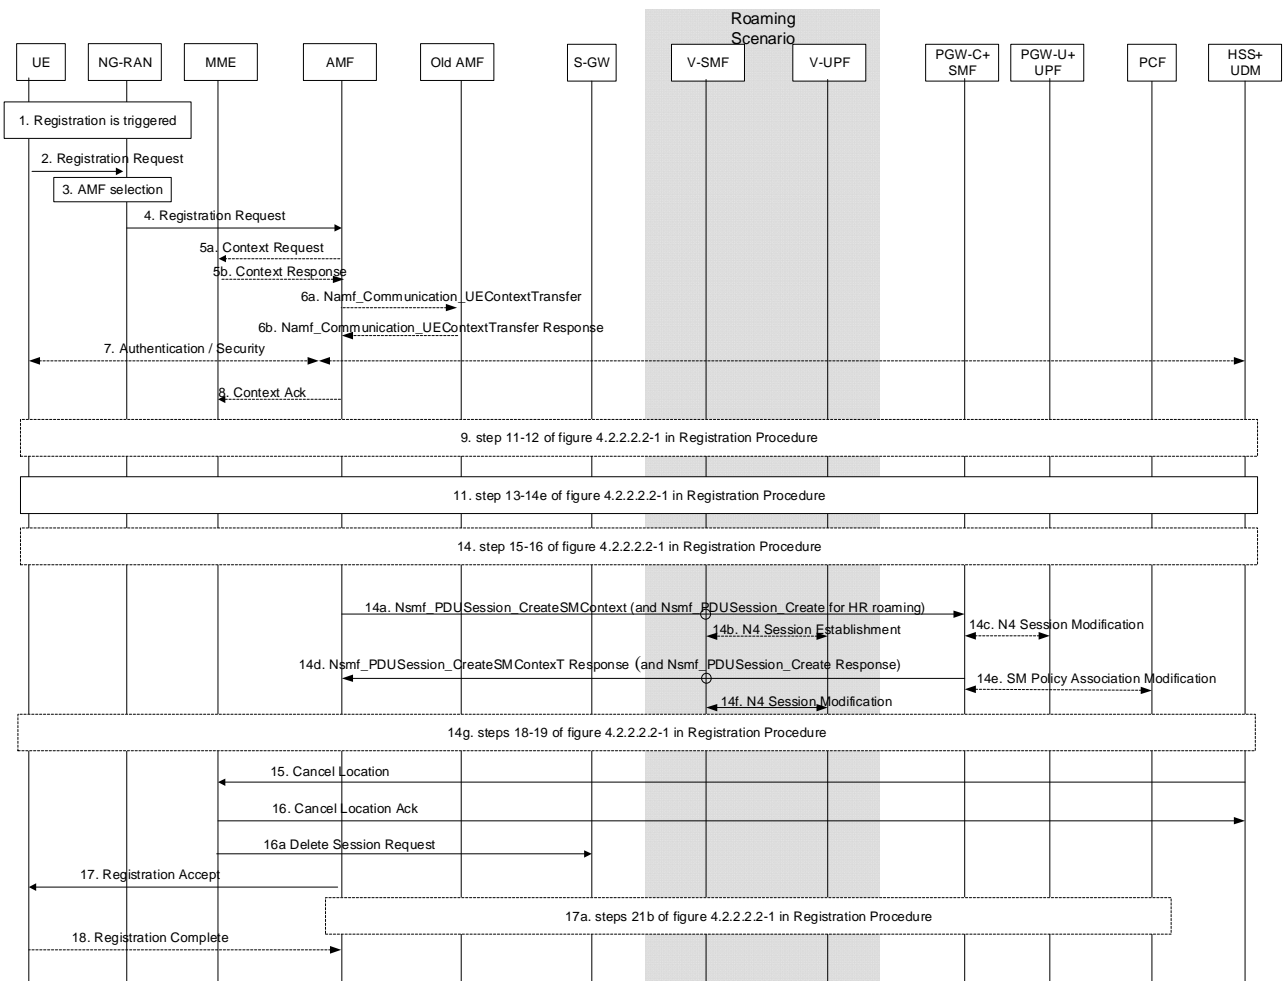 Roaming
Scenario
UE
NG-RAN
MME
AMF
Old AMF
S-GW
V-SMF
V-UPF
PGW-C+
SMF
PGW-U+
UPF
PCF
HSS+
UDM
1. Registration is triggered
2. Registration Request
3. AMF selection
4. Registration Request
5a. Context Request
5b. Context Response
6a. Namf_Communication_UEContextTransfer
6b. Namf_Communication_UEContextTransfer Response
7. Authentication / Security
8. Context Ack
9. step 11-12 of figure 4.2.2.2.2-1 in Registration Procedure
11. step 13-14e of figure 4.2.2.2.2-1 in Registration Procedure
14. step 15-16 of figure 4.2.2.2.2-1 in Registration Procedure
14a. Nsmf_PDUSession_CreateSMContext (and Nsmf_PDUSession_Create for HR roaming)
14b. N4 Session Establishment
14c. N4 Session Modification
14d. Nsmf_PDUSession_CreateSMContexT Response (and Nsmf_PDUSession_Create Response)
14e. SM Policy Association Modification
14f. N4 Session Modification
14g. steps 18-19 of figure 4.2.2.2.2-1 in Registration Procedure
15. Cancel Location
16. Cancel Location Ack
16a Delete Session Request
17. Registration Accept
17a. steps 21b of figure 4.2.2.2.2-1 in Registration Procedure
18. Registration Complete